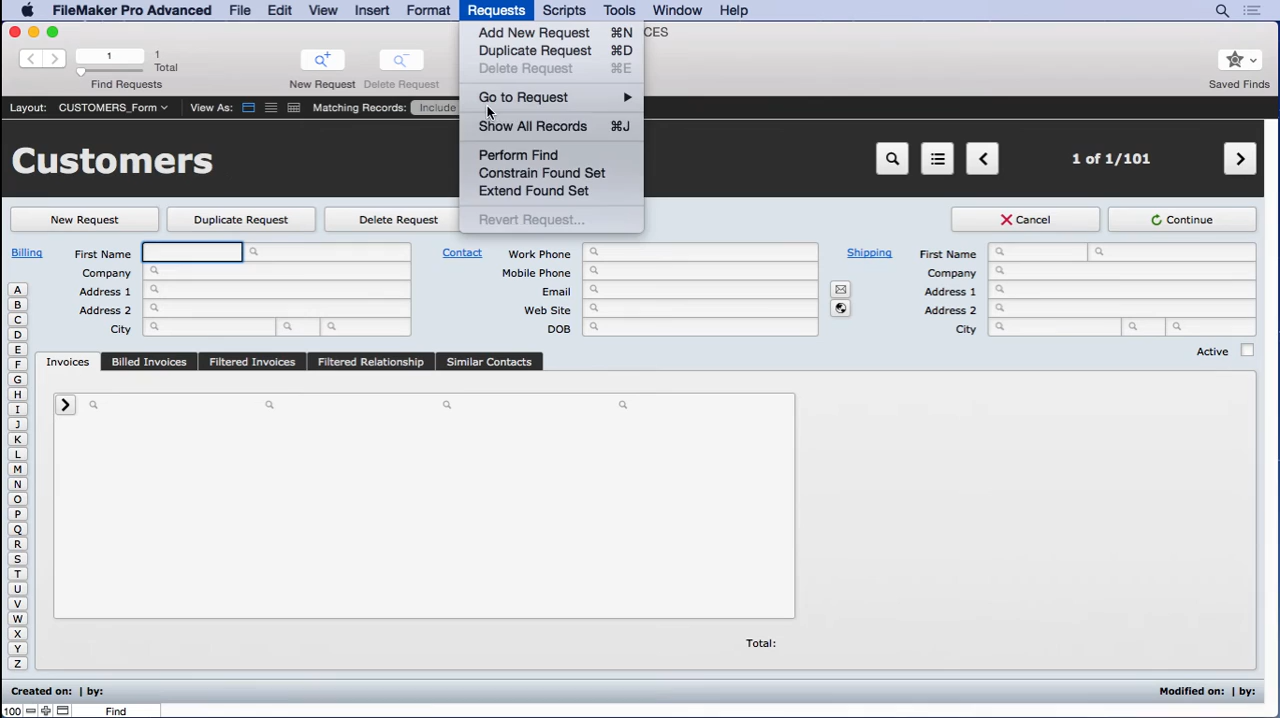 FileMaker Pro Advanced File Edit View Insert Format Requests Scripts Tools Window Help
CES
Add New Request ⌘N
Duplicate Request ⌘D
Delete Request ⌘E
Go to Request ▶
Show All Records ⌘J
Perform Find
Constrain Found Set
Extend Found Set
Revert Request...
1
1
Total
Find Requests
New Request
Delete Request
Saved Finds
Layout: CUSTOMERS_Form View As: Matching Records: Include
Customers
1 of 1/101
New Request Duplicate Request Delete Request Cancel Continue
Billing First Name
Company
Address 1
Address 2
City
Contact Work Phone
Mobile Phone
Email
Web Site
DOB
Shipping First Name
Company
Address 1
Address 2
City
Active
A
B
C
D
E
F
G
H
I
J
K
L
M
N
O
P
Q
R
S
T
U
V
W
X
Y
Z
Invoices Billed Invoices Filtered Invoices Filtered Relationship Similar Contacts
Total:
Created on: | by: Modified on: | by:
100 Find